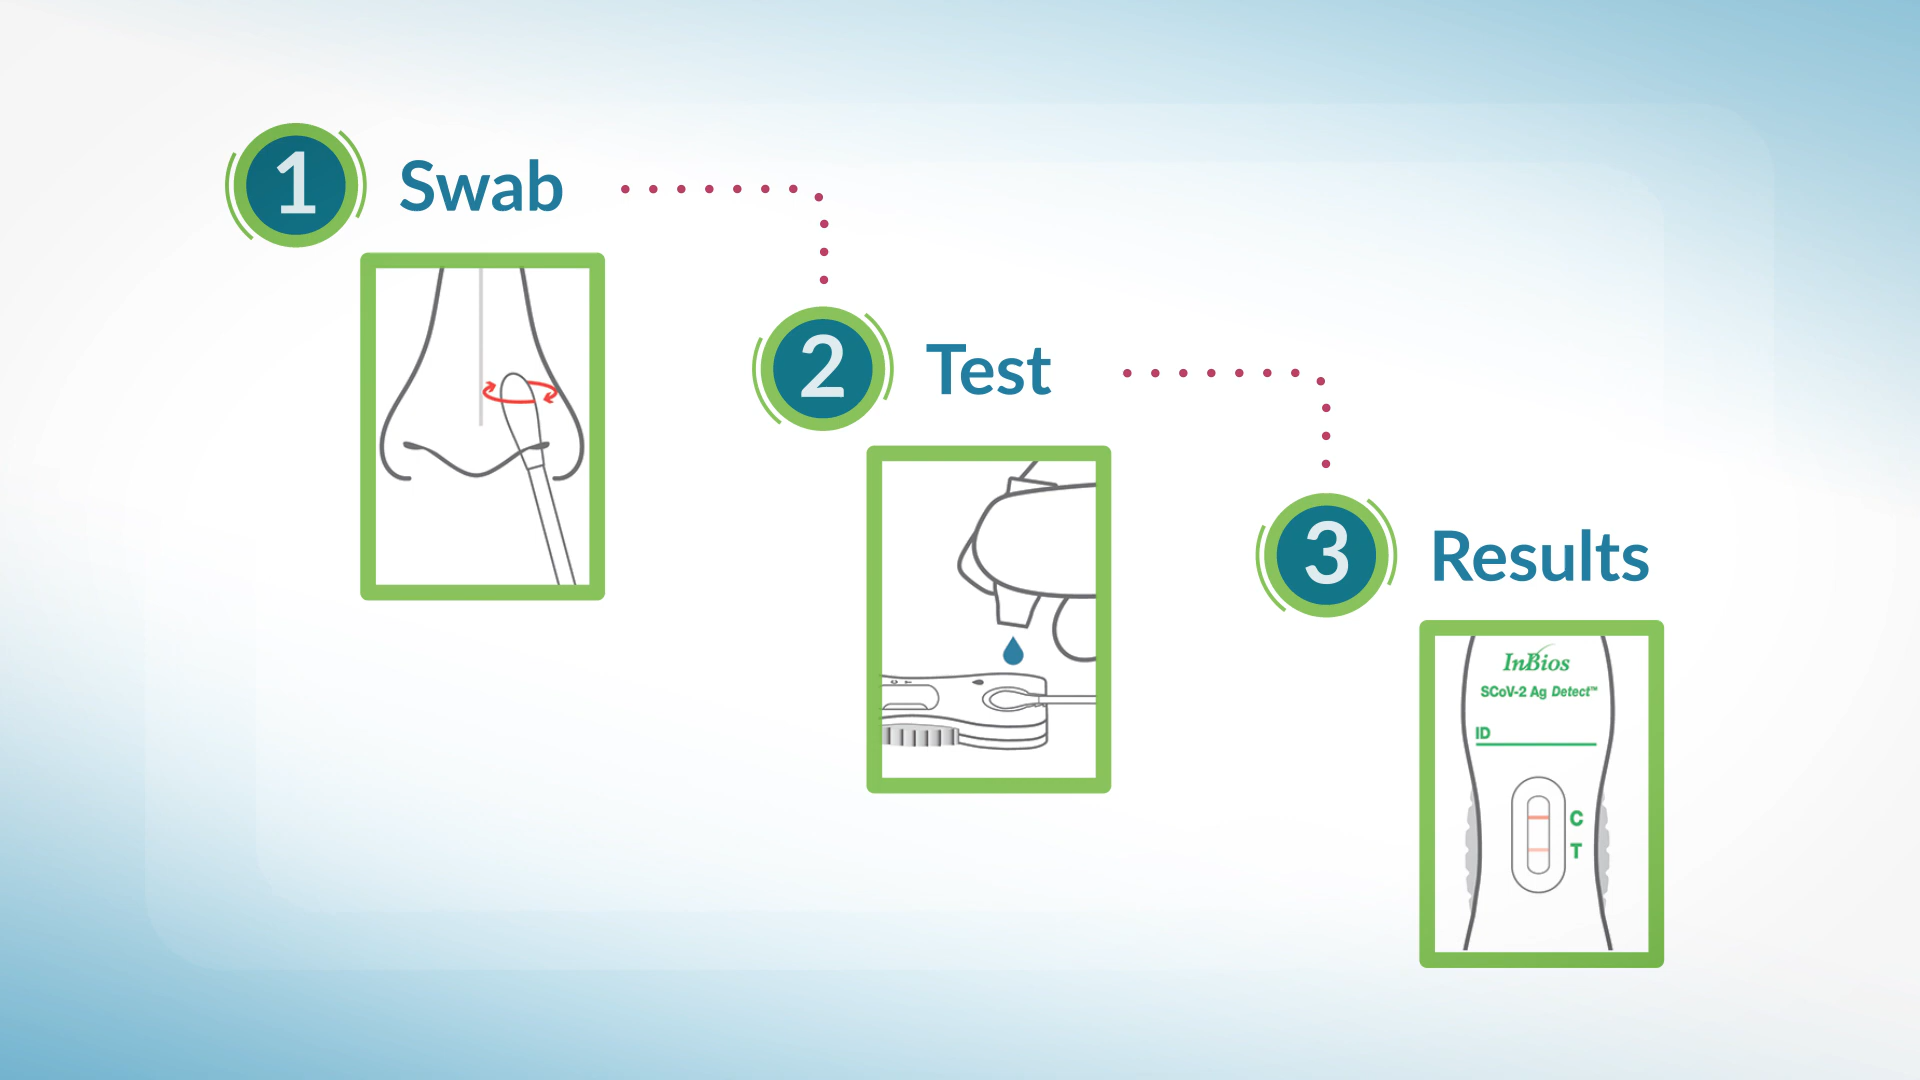 1 Swab
2 Test
C T
3 Results
InBios
SCoV-2 Ag Detect™
ID
C
T